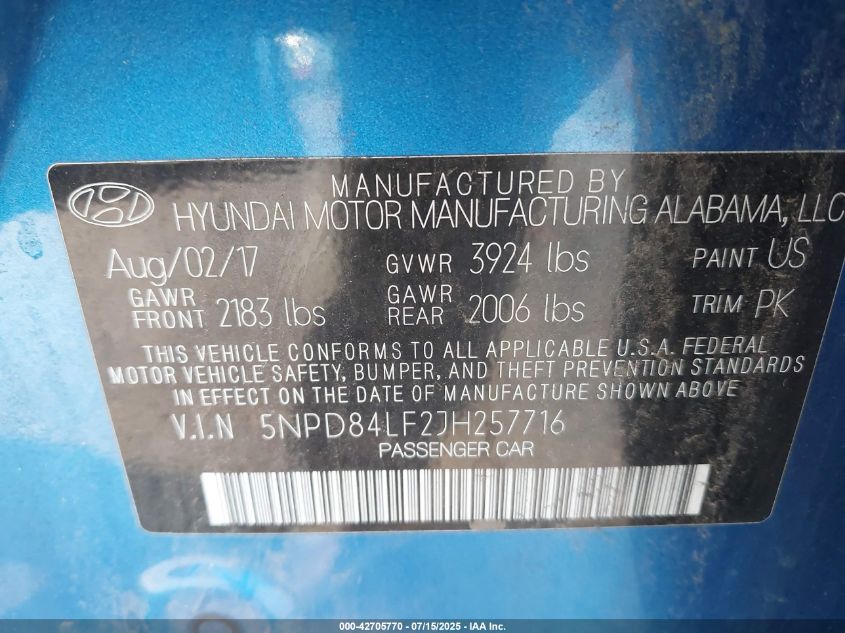 MANUFACTURED BY
HYUNDAI MOTOR MANUFACTURING ALABAMA, LLC
Aug/02/17 GVWR 3924 lbs PAINT US
GAWR FRONT 2183 lbs GAWR REAR 2006 lbs TRIM PK
THIS VEHICLE CONFORMS TO ALL APPLICABLE U.S.A. FEDERAL
MOTOR VEHICLE SAFETY, BUMPER, AND THEFT PREVENTION STANDARDS
IN EFFECT ON THE DATE OF MANUFACTURE SHOWN ABOVE
V.I.N 5NPD84LF2JH257716
PASSENGER CAR
000-42705770 - 07/15/2025 - IAA Inc.